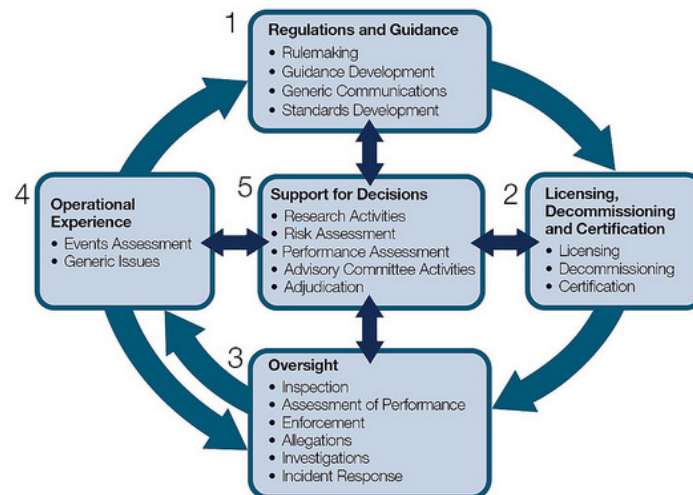 1
Regulations and Guidance
• Rulemaking
• Guidance Development
• Generic Communications
• Standards Development
4
Operational
Experience
• Events Assessment
• Generic Issues
5
Support for Decisions
• Research Activities
• Risk Assessment
• Performance Assessment
• Advisory Committee Activities
• Adjudication
2
Licensing,
Decommissioning
and Certification
• Licensing
• Decommissioning
• Certification
3
Oversight
• Inspection
• Assessment of Performance
• Enforcement
• Allegations
• Investigations
• Incident Response